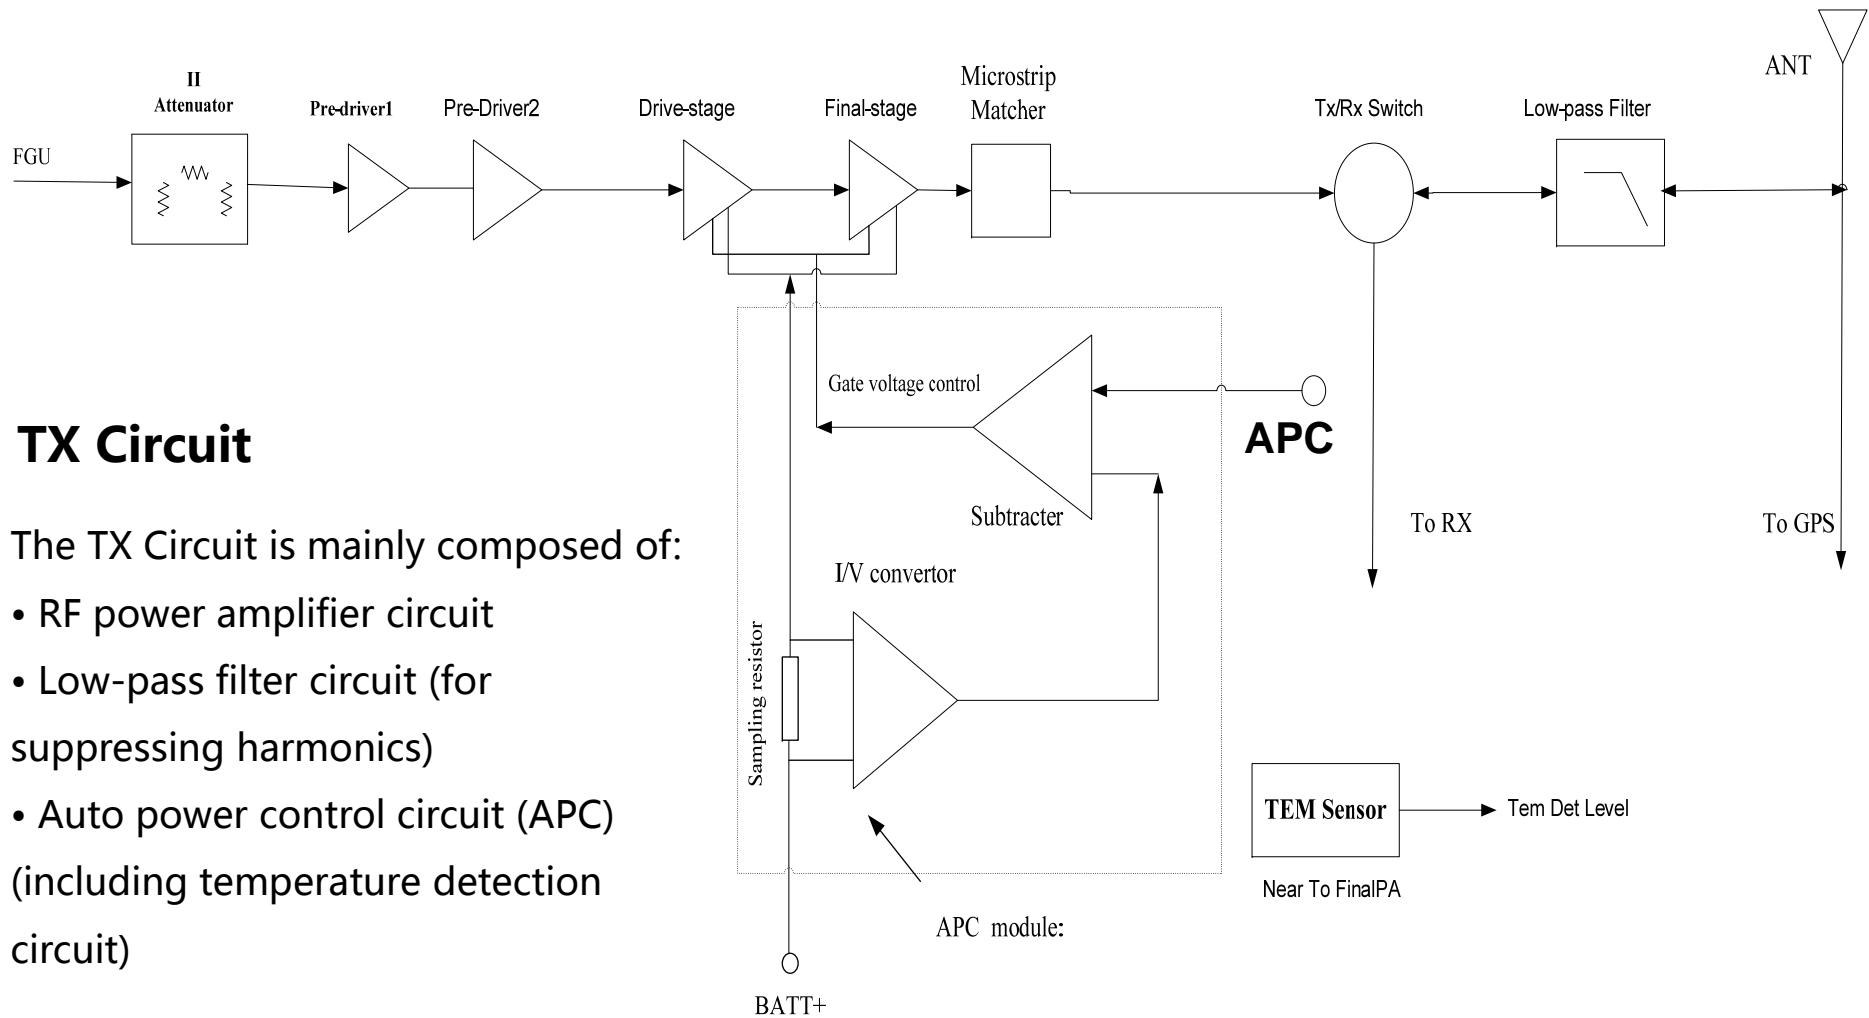 II
Attenuator
FGU
Pre-driver1
Pre-Driver2
Drive-stage
Final-stage
Microstrip
Matcher
Tx/Rx Switch
Low-pass Filter
ANT
Gate voltage control
APC
Subtracter
To RX
To GPS
I/V convertor
Sampling resistor
TEM Sensor
Tem Det Level
Near To FinalPA
APC module:
BATT+
TX Circuit
The TX Circuit is mainly composed of:
• RF power amplifier circuit
• Low-pass filter circuit (for
suppressing harmonics)
• Auto power control circuit (APC)
(including temperature detection
circuit)